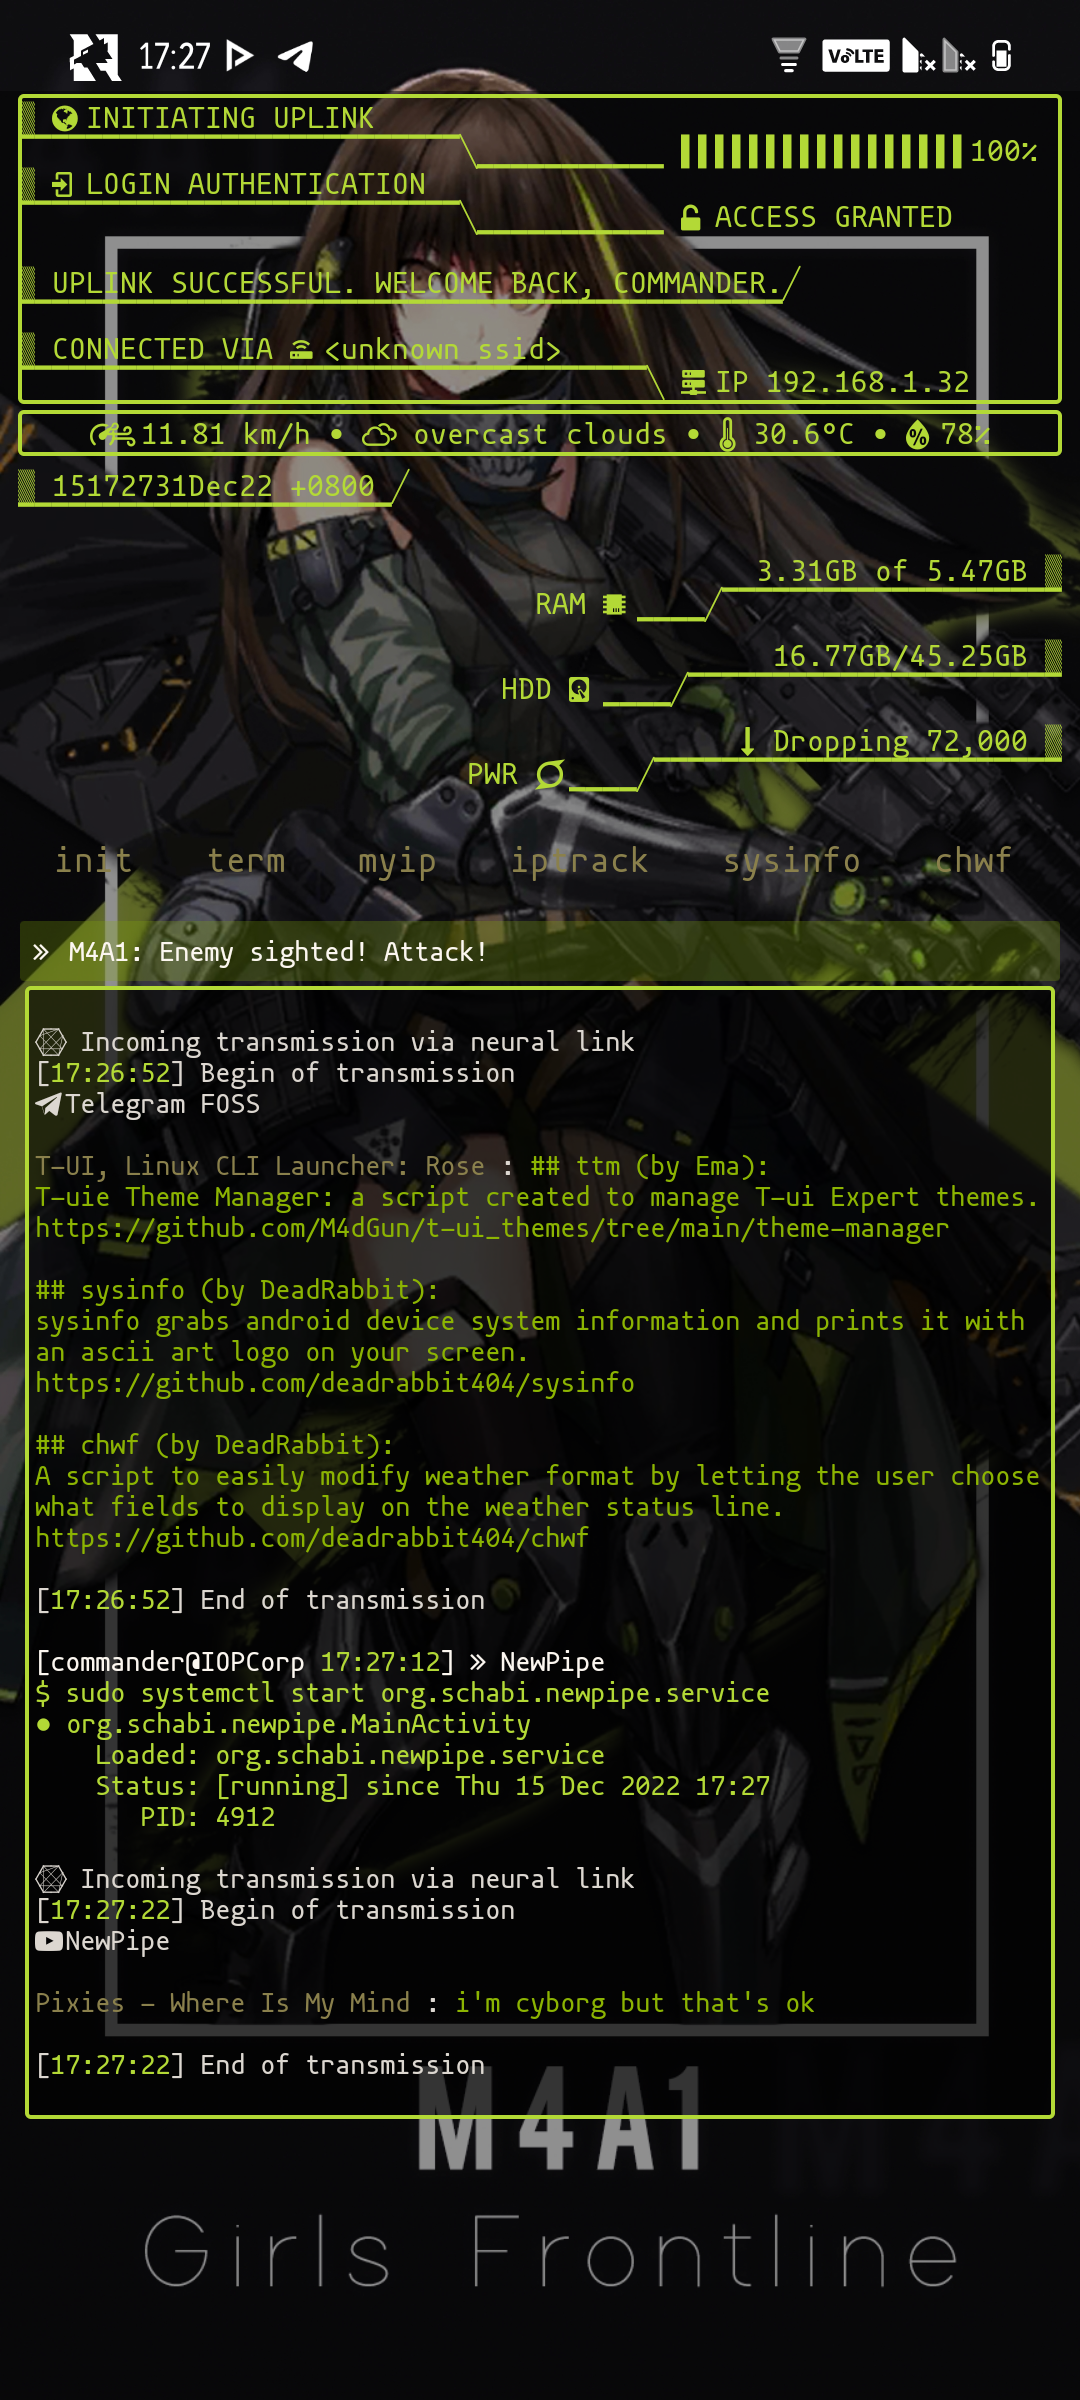 17:27 VoLTE
INITIATING UPLINK
100%
LOGIN AUTHENTICATION
ACCESS GRANTED
UPLINK SUCCESSFUL. WELCOME BACK, COMMANDER.
CONNECTED VIA <unknown ssid>
IP 192.168.1.32
11.81 km/h • overcast clouds • 30.6°C • 78%
15172731Dec22 +0800
3.31GB of 5.47GB
RAM
16.77GB/45.25GB
HDD
↓ Dropping 72,000
PWR
init term myip iptrack sysinfo chwf
» M4A1: Enemy sighted! Attack!
Incoming transmission via neural link
[17:26:52] Begin of transmission
Telegram FOSS
T-UI, Linux CLI Launcher: Rose : ## ttm (by Ema):
T-uie Theme Manager: a script created to manage T-ui Expert themes.
https://github.com/M4dGun/t-ui_themes/tree/main/theme-manager
## sysinfo (by DeadRabbit):
sysinfo grabs android device system information and prints it with
an ascii art logo on your screen.
https://github.com/deadrabbit404/sysinfo
## chwf (by DeadRabbit):
A script to easily modify weather format by letting the user choose
what fields to display on the weather status line.
https://github.com/deadrabbit404/chwf
[17:26:52] End of transmission
[commander@IOPCorp 17:27:12] » NewPipe
$ sudo systemctl start org.schabi.newpipe.service
● org.schabi.newpipe.MainActivity
Loaded: org.schabi.newpipe.service
Status: [running] since Thu 15 Dec 2022 17:27
PID: 4912
Incoming transmission via neural link
[17:27:22] Begin of transmission
NewPipe
Pixies - Where Is My Mind : i'm cyborg but that's ok
[17:27:22] End of transmission
M4A1
Girls Frontline